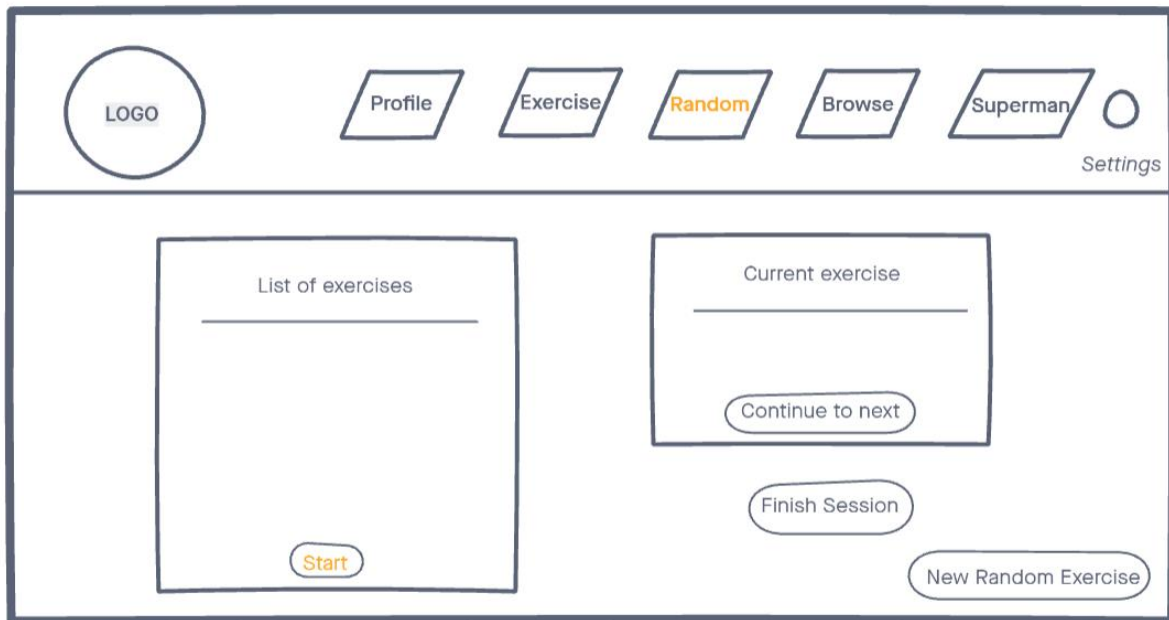 LOGO
Profile
Exercise
Random
Browse
Superman
Settings
List of exercises
Start
Current exercise
Continue to next
Finish Session
New Random Exercise